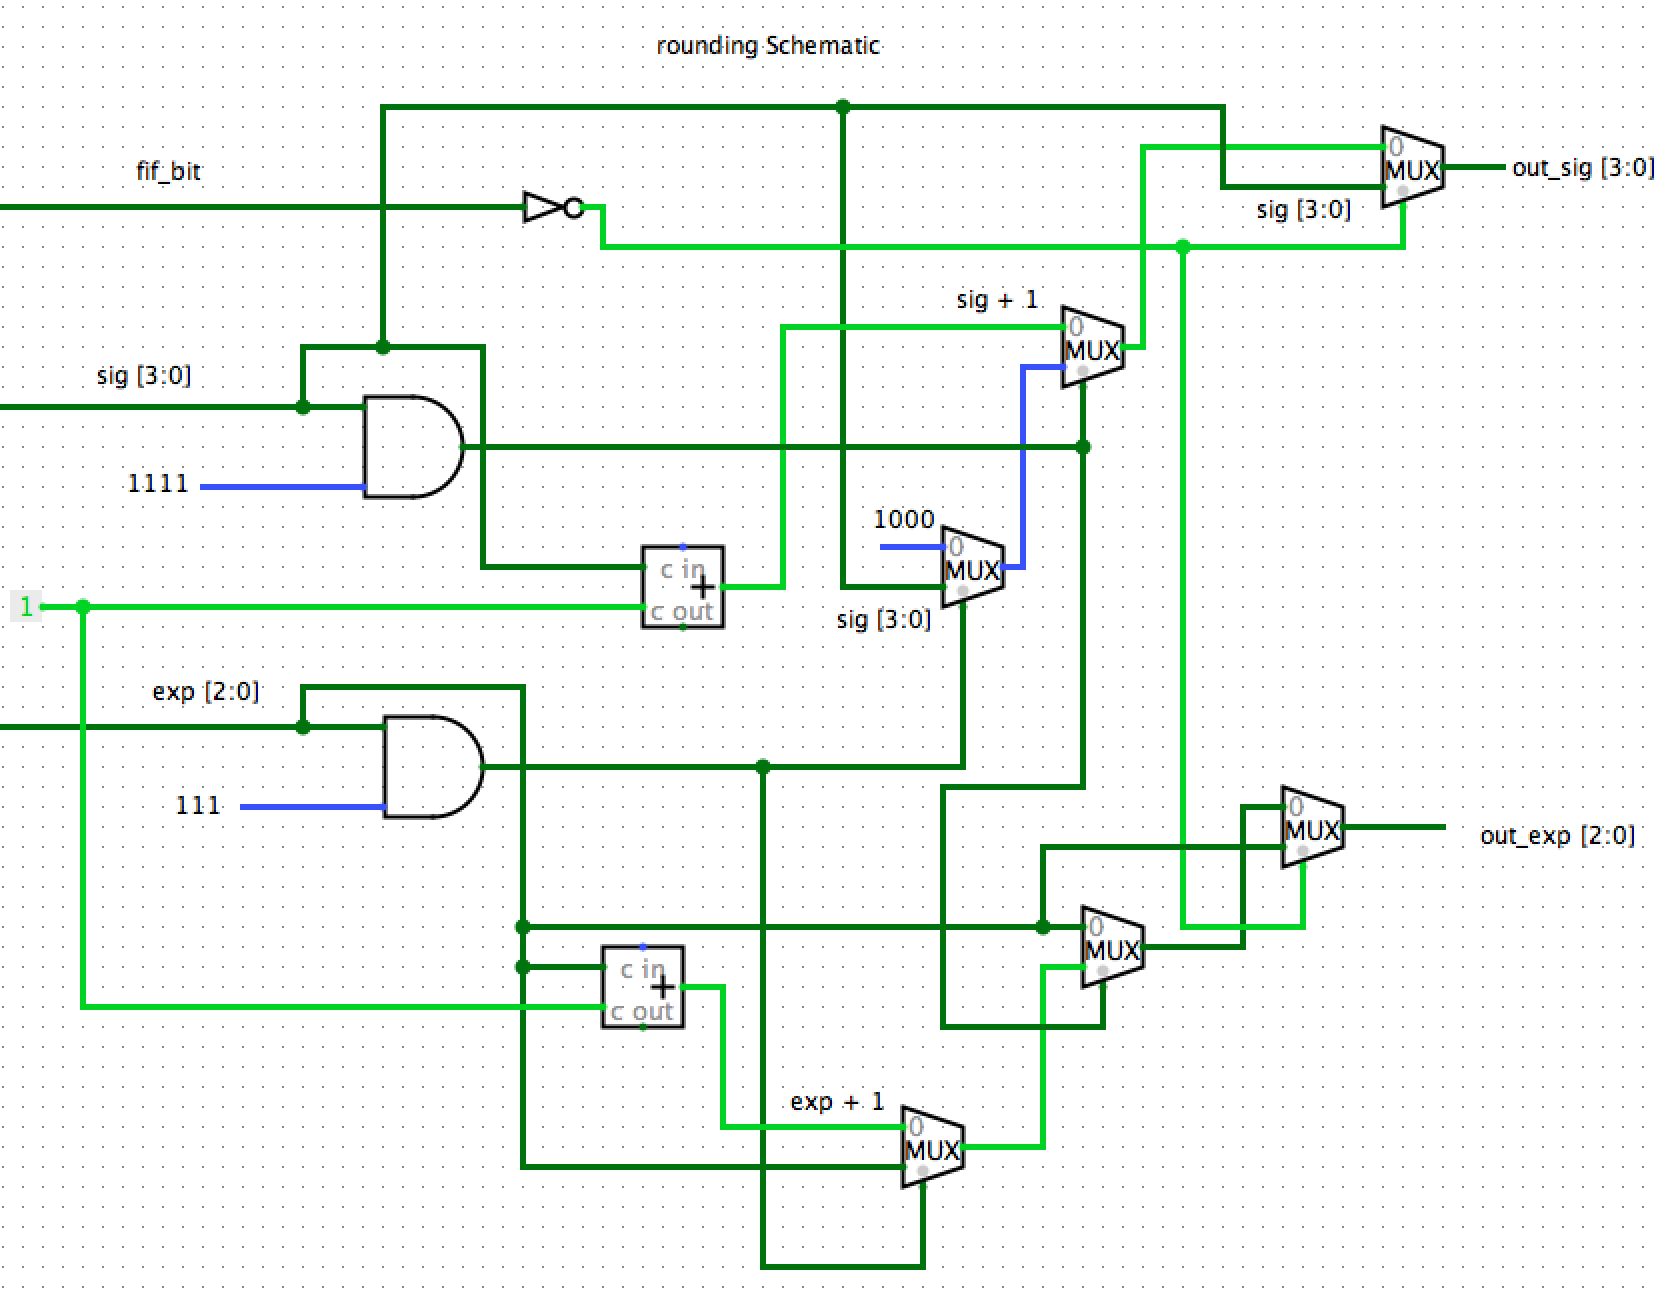 rounding Schematic
fif_bit
0
MUX
out_sig [3:0]
sig [3:0]
sig + 1
0
MUX
sig [3:0]
1111
1000
0
MUX
c in
+
c out
1
sig [3:0]
exp [2:0]
111
0
MUX
out_exp [2:0]
0
MUX
c in
+
c out
exp + 1
0
MUX